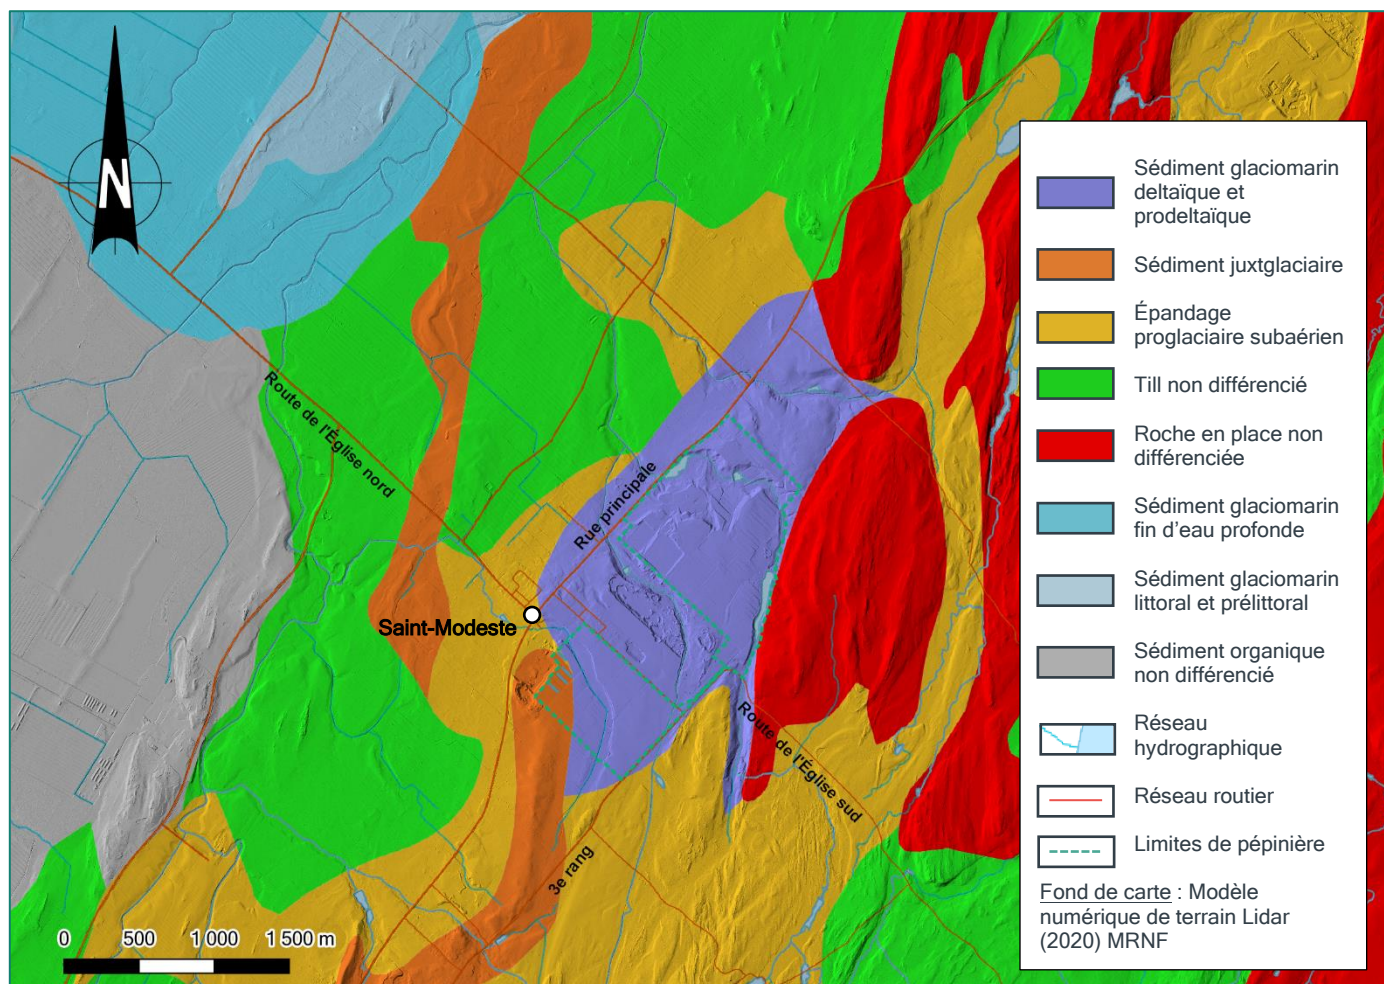 N
Route de l'Église nord
Rue principale
Saint-Modeste
Route de l'Église sud
3e rang
0 500 1 000 1 500 m
Sédiment glaciomarin
deltaïque et
prodeltaïque
Sédiment juxtglaciaire
Épandage
proglaciaire subaérien
Till non différencié
Roche en place non
différenciée
Sédiment glaciomarin
fin d’eau profonde
Sédiment glaciomarin
littoral et prélittoral
Sédiment organique
non différencié
Réseau
hydrographique
Réseau routier
Limites de pépinière
Fond de carte : Modèle
numérique de terrain Lidar
(2020) MRNF